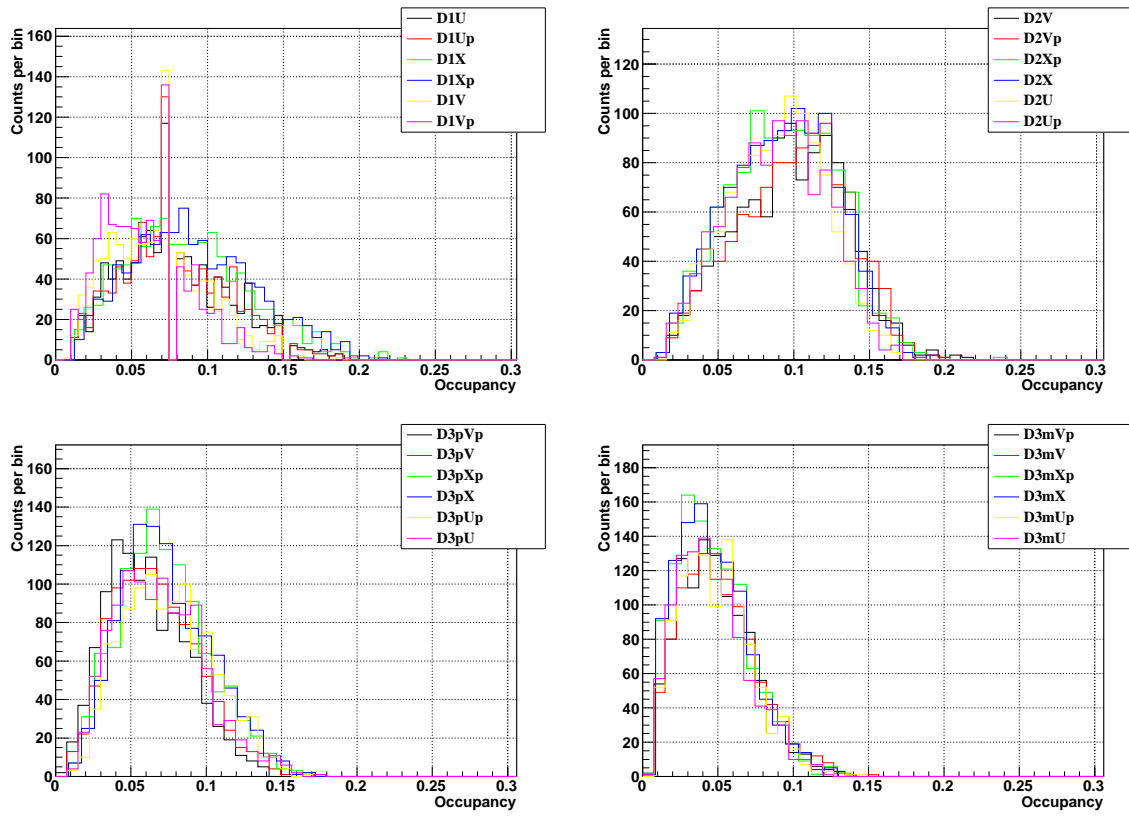 Counts per bin
160
140
120
100
80
60
40
20
0
0 0.05 0.1 0.15 0.2 0.25 0.3
Occupancy
D1U
D1Up
D1X
D1Xp
D1V
D1Vp
Counts per bin
120
100
80
60
40
20
0
0 0.05 0.1 0.15 0.2 0.25 0.3
Occupancy
D2V
D2Vp
D2Xp
D2X
D2U
D2Up
Counts per bin
160
140
120
100
80
60
40
20
0
0 0.05 0.1 0.15 0.2 0.25 0.3
Occupancy
D3pVp
D3pV
D3pXp
D3pX
D3pUp
D3pU
Counts per bin
180
160
140
120
100
80
60
40
20
0
0 0.05 0.1 0.15 0.2 0.25 0.3
Occupancy
D3mVp
D3mV
D3mXp
D3mX
D3mUp
D3mU